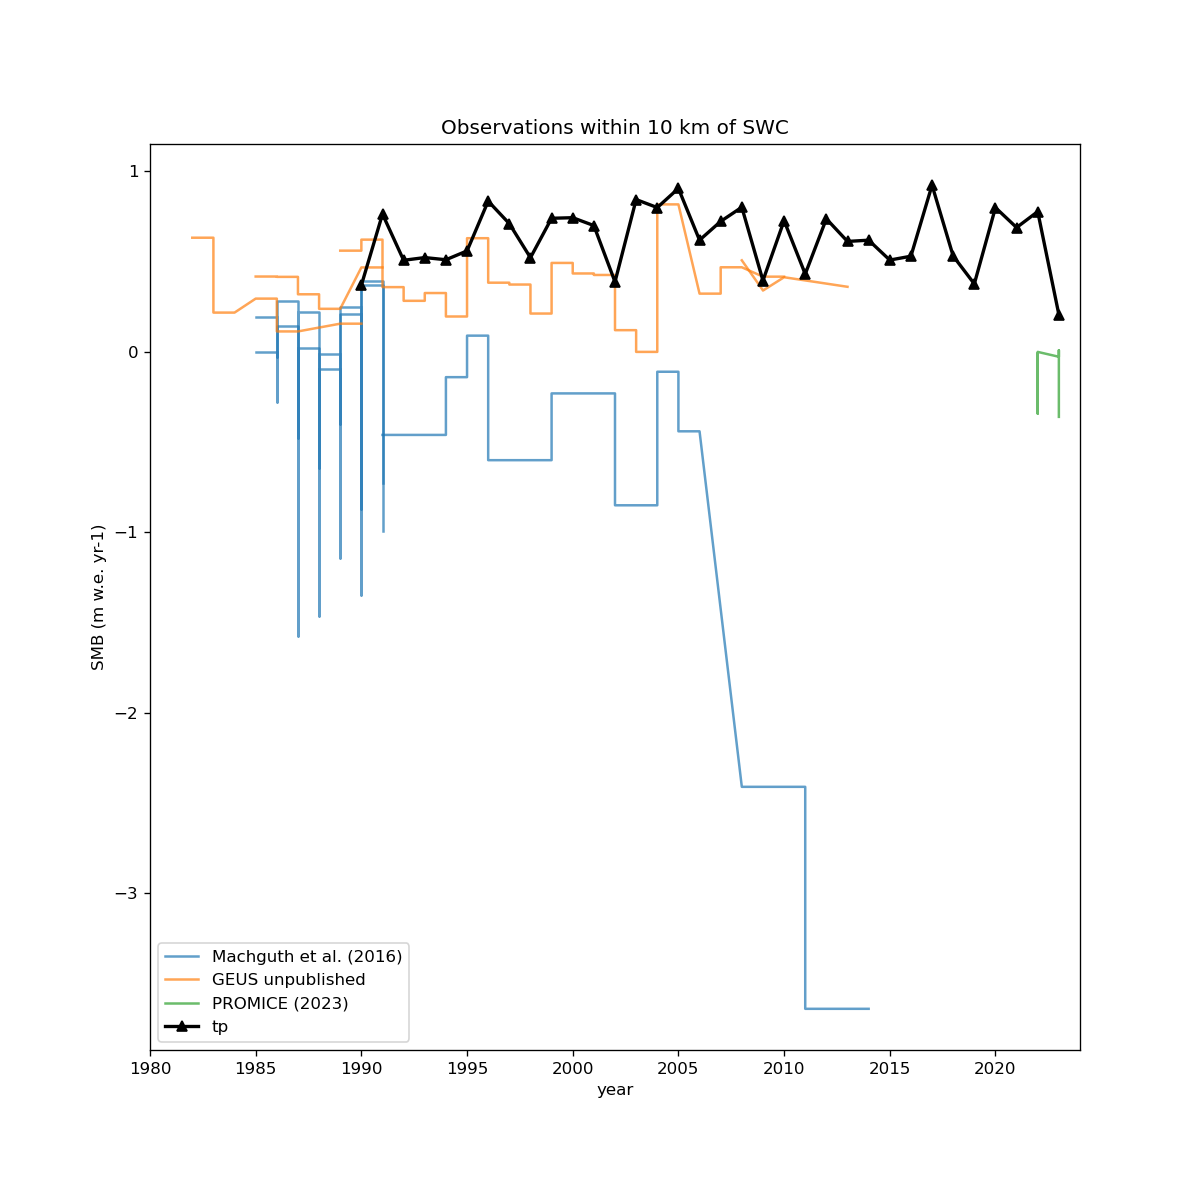 Observations within 10 km of SWC
1
0
−1
−2
−3
SMB (m w.e. yr-1)
Machguth et al. (2016)
GEUS unpublished
PROMICE (2023)
tp
1980 1985 1990 1995 2000 2005 2010 2015 2020
year